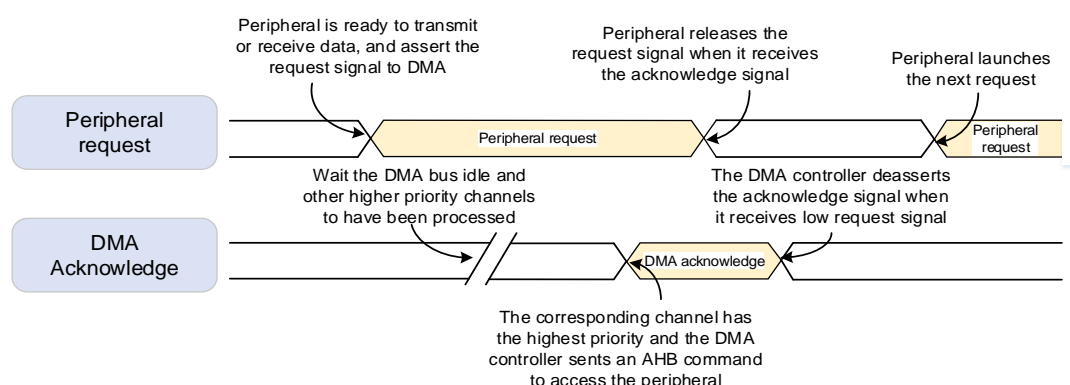 Peripheral is ready to transmit
or receive data, and assert the
request signal to DMA
Peripheral releases the
request signal when it receives
the acknowledge signal
Peripheral launches
the next request
Peripheral
request
Peripheral request
Peripheral
request
Wait the DMA bus idle and
other higher priority channels
to have been processed
The DMA controller deasserts
the acknowledge signal when
it receives low request signal
DMA
Acknowledge
DMA acknowledge
The corresponding channel has
the highest priority and the DMA
controller sents an AHB command
to access the peripheral